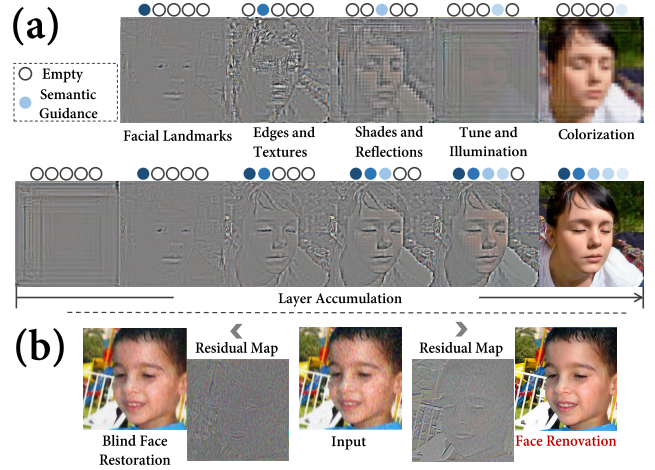 (a)
Empty
Semantic
Guidance
Facial Landmarks
Edges and
Textures
Shades and
Reflections
Tune and
Illumination
Colorization
Layer Accumulation
(b)
Residual Map
Residual Map
Blind Face
Restoration
Input
Face Renovation